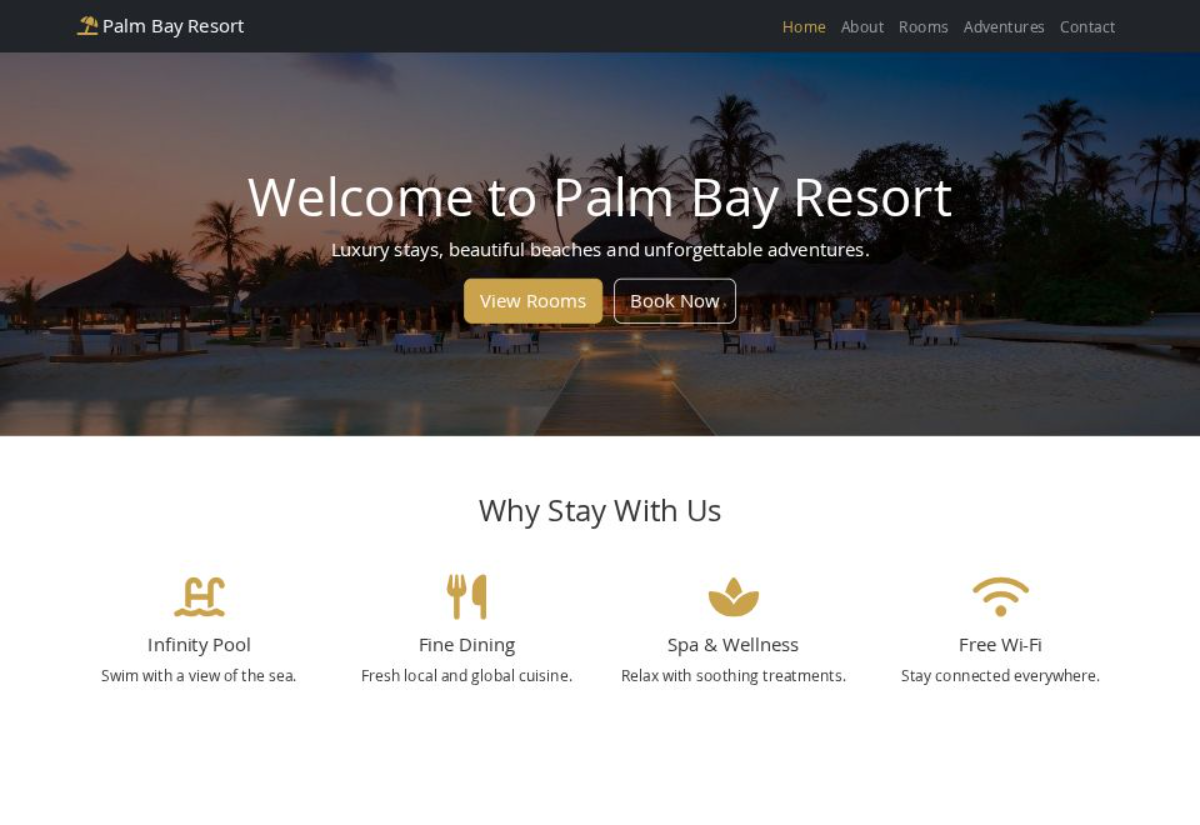 Palm Bay Resort
Home About Rooms Adventures Contact
Welcome to Palm Bay Resort
Luxury stays, beautiful beaches and unforgettable adventures.
View Rooms Book Now
Why Stay With Us
Infinity Pool
Swim with a view of the sea.
Fine Dining
Fresh local and global cuisine.
Spa & Wellness
Relax with soothing treatments.
Free Wi-Fi
Stay connected everywhere.